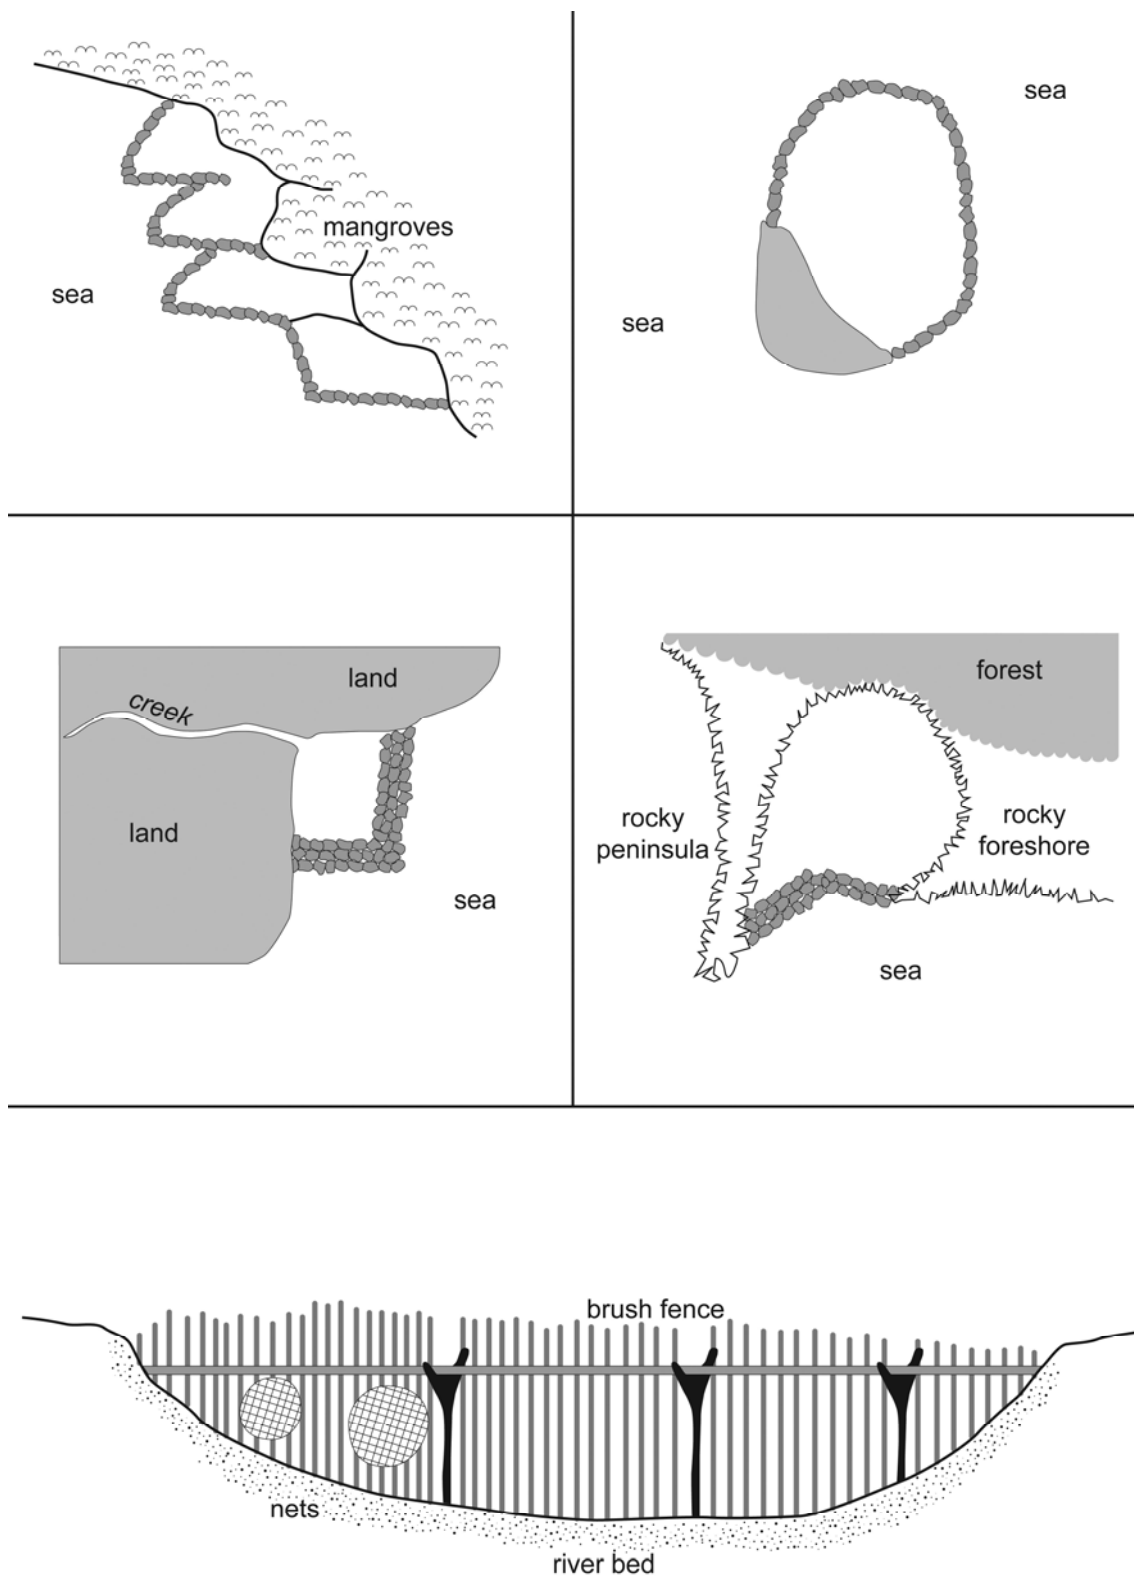 mangroves
sea
sea
sea
land
creek
land
sea
forest
rocky
peninsula
rocky
foreshore
sea
brush fence
nets
river bed